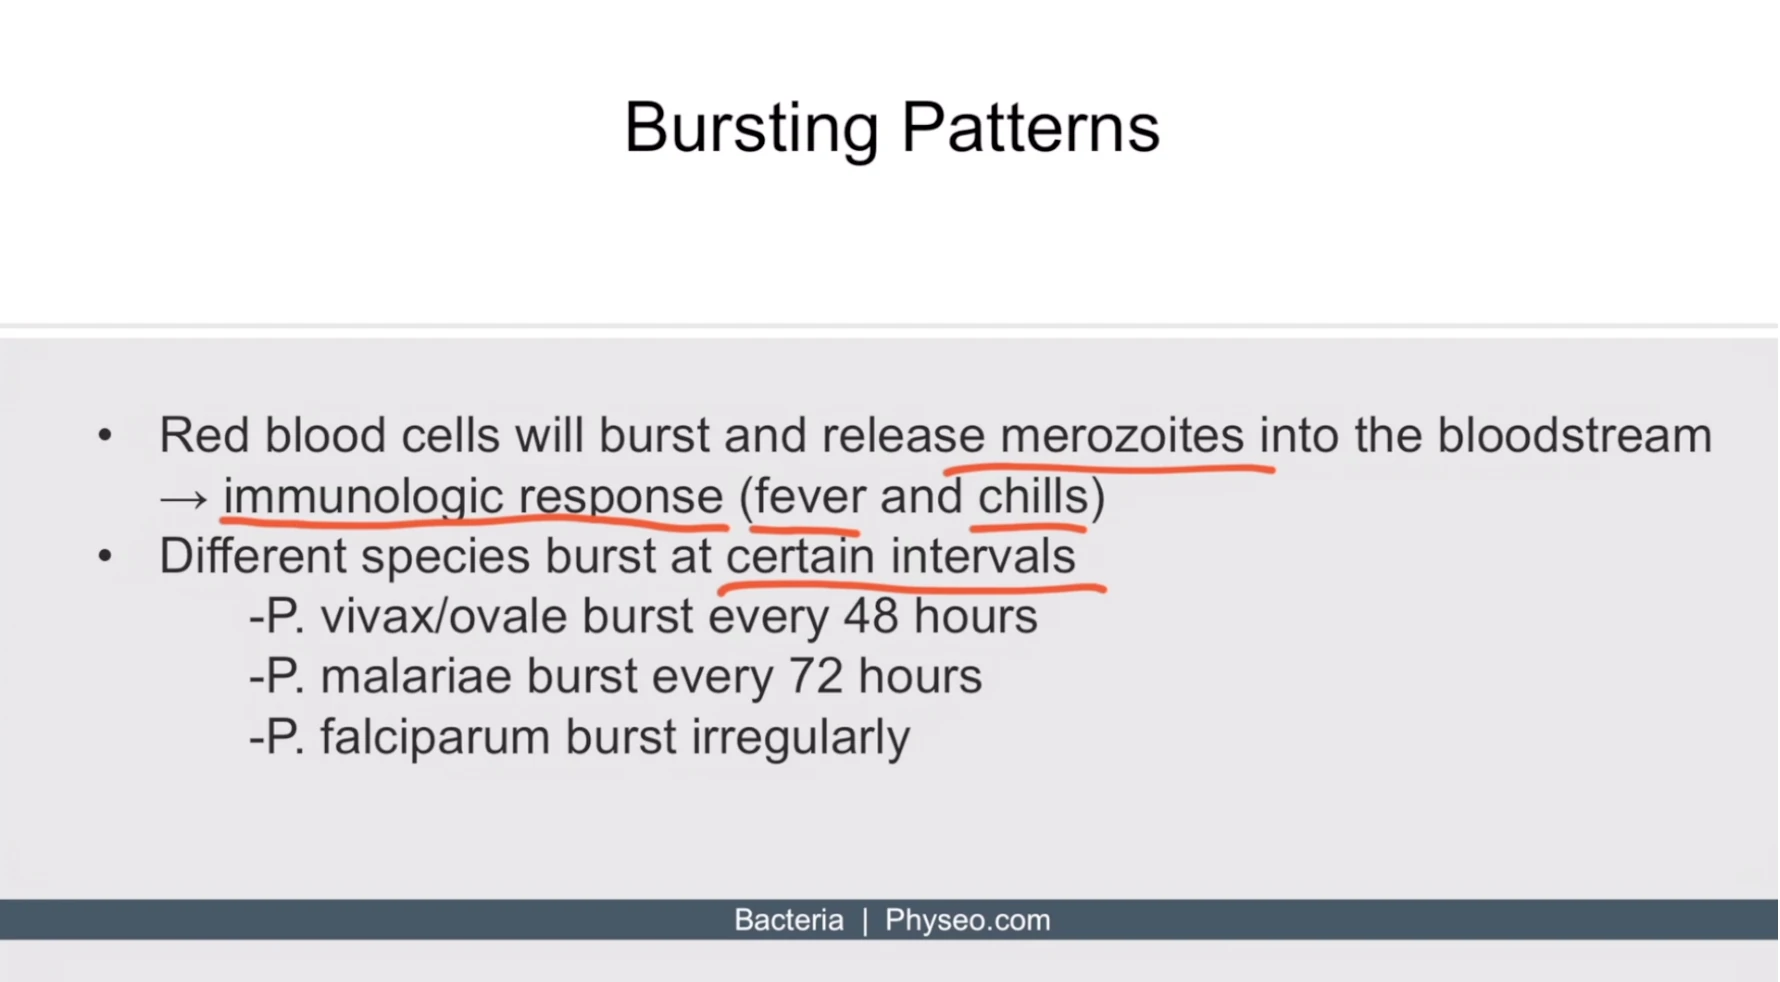 Bursting Patterns
• Red blood cells will burst and release merozoites into the bloodstream
→ immunologic response (fever and chills)
• Different species burst at certain intervals
-P. vivax/ovale burst every 48 hours
-P. malariae burst every 72 hours
-P. falciparum burst irregularly
Bacteria | Physeo.com